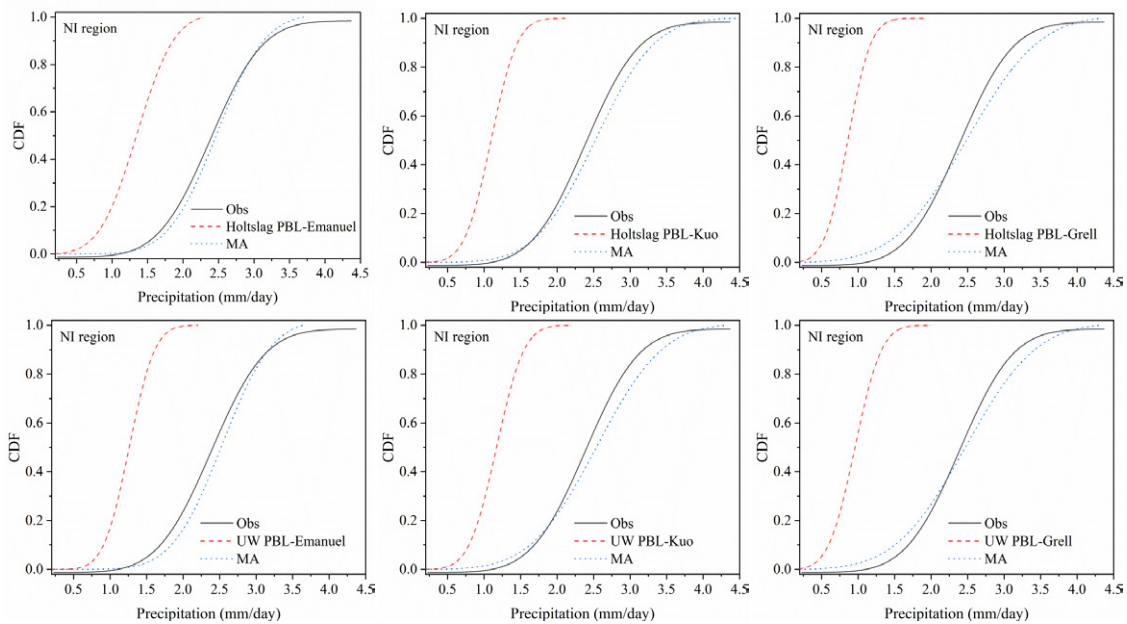 NI region
1.0
0.8
0.6
0.4
0.2
0.0
CDF
Obs
Holtslag PBL-Emanuel
MA
0.5 1.0 1.5 2.0 2.5 3.0 3.5 4.0 4.5
Precipitation (mm/day)
NI region
1.0
0.8
0.6
0.4
0.2
0.0
CDF
Obs
Holtslag PBL-Kuo
MA
0.5 1.0 1.5 2.0 2.5 3.0 3.5 4.0 4.5
Precipitation (mm/day)
NI region
1.0
0.8
0.6
0.4
0.2
0.0
CDF
Obs
Holtslag PBL-Grell
MA
0.5 1.0 1.5 2.0 2.5 3.0 3.5 4.0 4.5
Precipitation (mm/day)
NI region
1.0
0.8
0.6
0.4
0.2
0.0
CDF
Obs
UW PBL-Emanuel
MA
0.5 1.0 1.5 2.0 2.5 3.0 3.5 4.0 4.5
Precipitation (mm/day)
NI region
1.0
0.8
0.6
0.4
0.2
0.0
CDF
Obs
UW PBL-Kuo
MA
0.5 1.0 1.5 2.0 2.5 3.0 3.5 4.0 4.5
Precipitation (mm/day)
NI region
1.0
0.8
0.6
0.4
0.2
0.0
CDF
Obs
UW PBL-Grell
MA
0.5 1.0 1.5 2.0 2.5 3.0 3.5 4.0 4.5
Precipitation (mm/day)